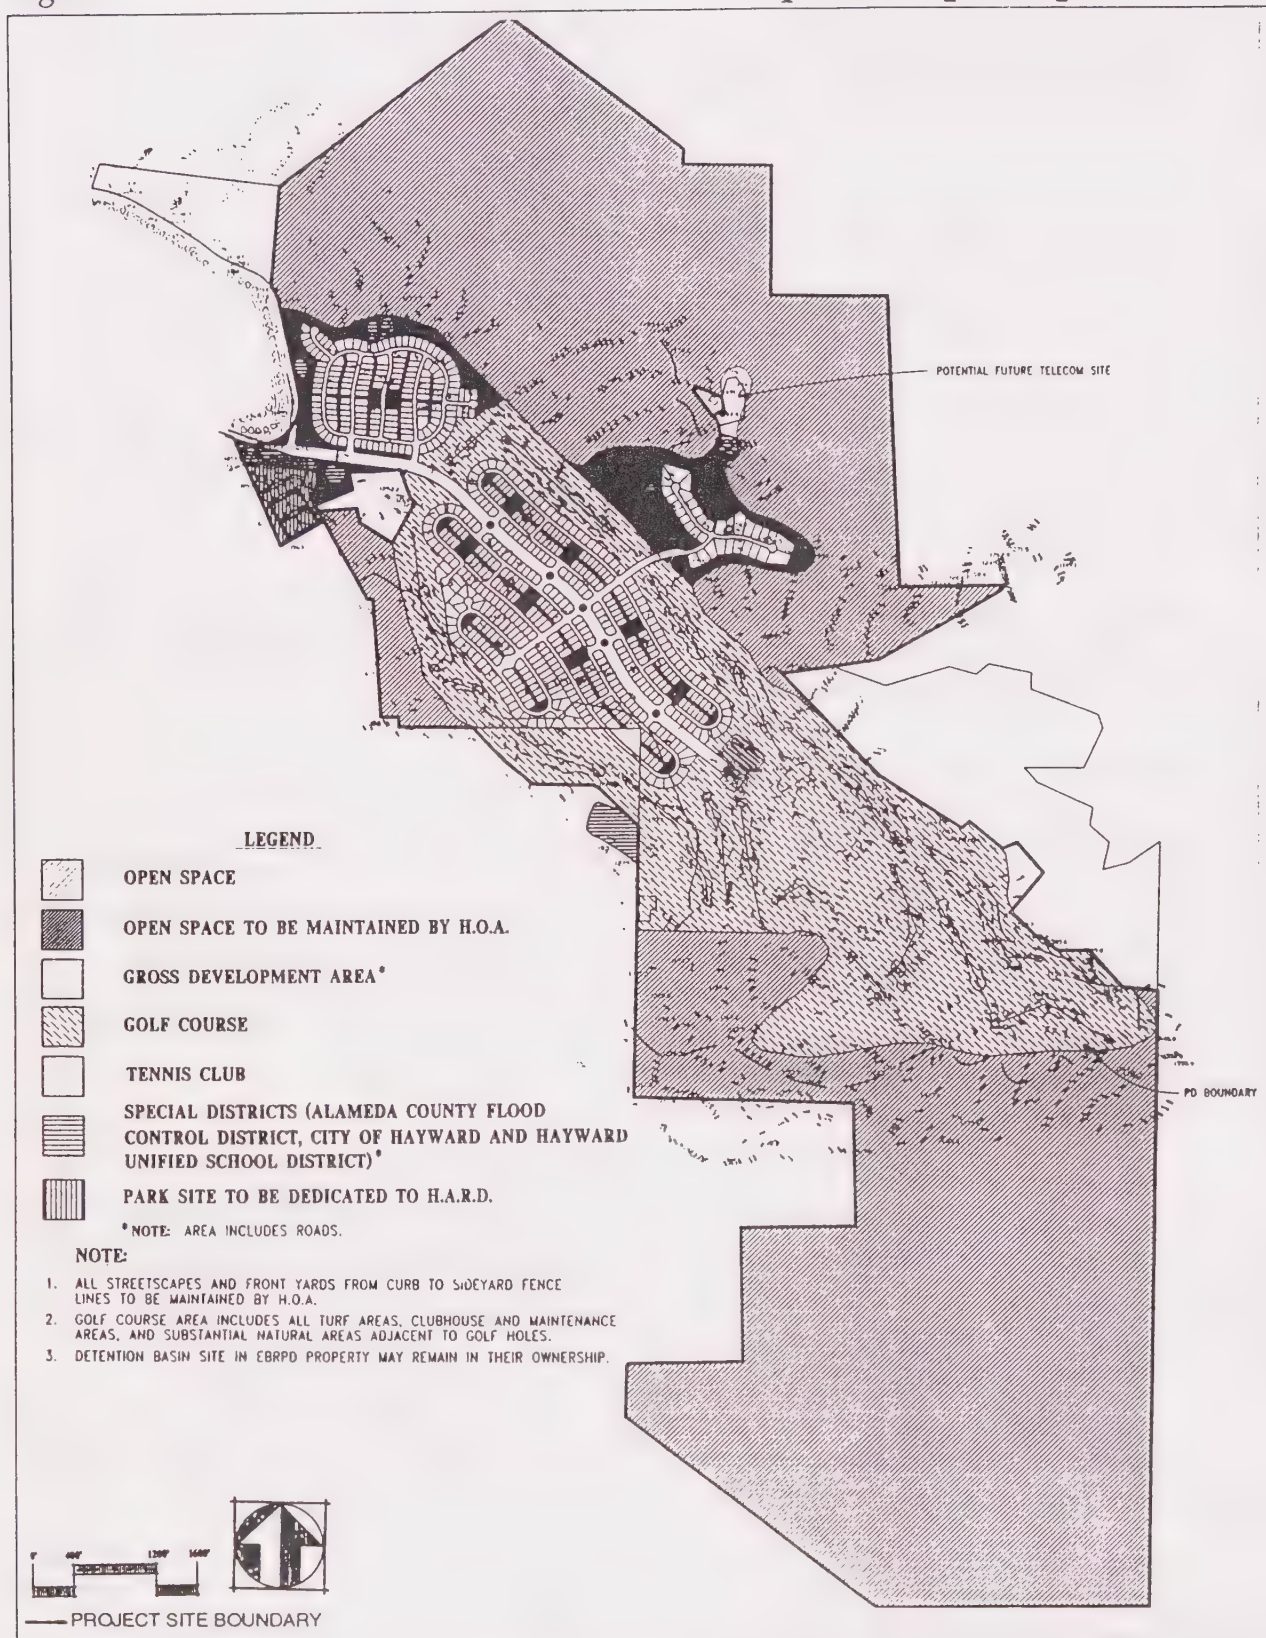 POTENTIAL FUTURE TELECOM SITE
LEGEND
OPEN SPACE
OPEN SPACE TO BE MAINTAINED BY H.O.A.
GROSS DEVELOPMENT AREA*
GOLF COURSE
TENNIS CLUB
SPECIAL DISTRICTS (ALAMEDA COUNTY FLOOD
CONTROL DISTRICT, CITY OF HAYWARD AND HAYWARD
UNIFIED SCHOOL DISTRICT)*
PARK SITE TO BE DEDICATED TO H.A.R.D.
*NOTE: AREA INCLUDES ROADS.
PD BOUNDARY
NOTE:
1. ALL STREETSCAPES AND FRONT YARDS FROM CURB TO SIDEYARD FENCE
LINES TO BE MAINTAINED BY H.O.A.
2. GOLF COURSE AREA INCLUDES ALL TURF AREAS, CLUBHOUSE AND MAINTENANCE
AREAS, AND SUBSTANTIAL NATURAL AREAS ADJACENT TO GOLF HOLES.
3. DETENTION BASIN SITE IN EBRPD PROPERTY MAY REMAIN IN THEIR OWNERSHIP.
0' 400' 1200' 1600'
PROJECT SITE BOUNDARY